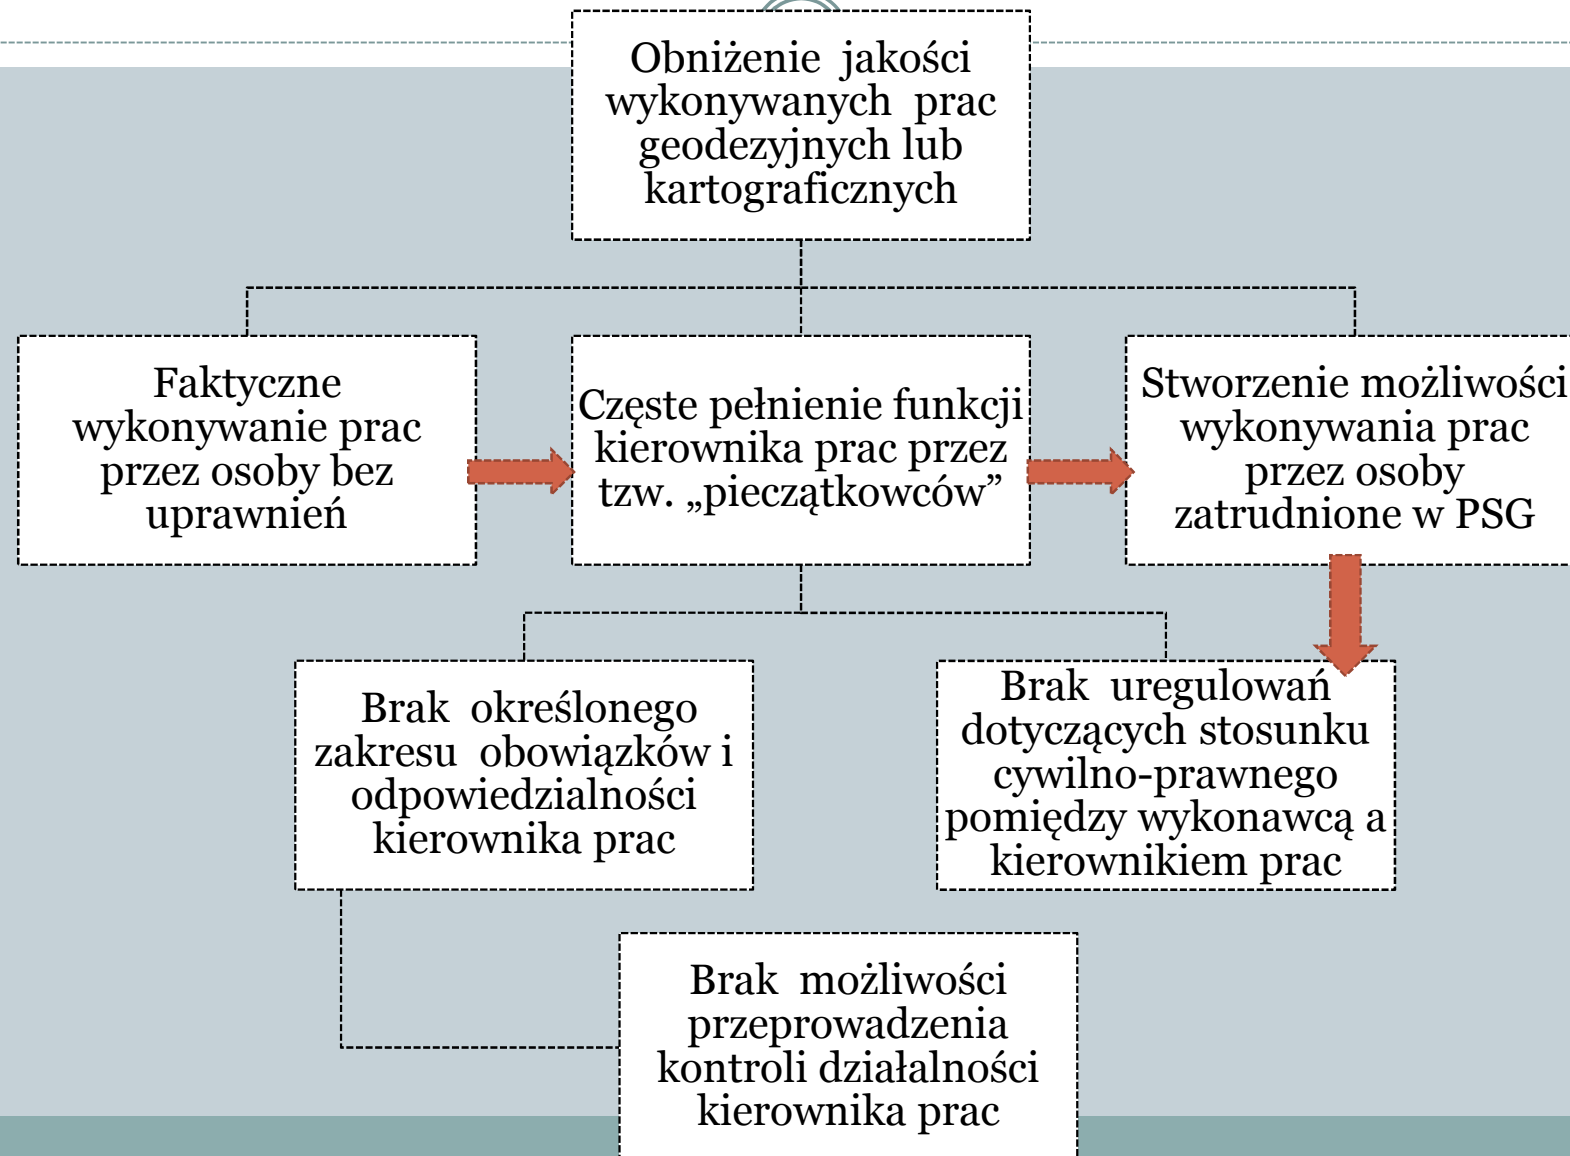 Obniżenie jakości
wykonywanych prac
geodezyjnych lub
kartograficznych
Faktyczne
wykonywanie prac
przez osoby bez
uprawnień
Częste pełnienie funkcji
kierownika prac przez
tzw. „pieczątkowców”
Stworzenie możliwości
wykonywania prac
przez osoby
zatrudnione w PSG
Brak określonego
zakresu obowiązków i
odpowiedzialności
kierownika prac
Brak uregulowań
dotyczących stosunku
cywilno-prawnego
pomiędzy wykonawcą a
kierownikiem prac
Brak możliwości
przeprowadzenia
kontroli działalności
kierownika prac